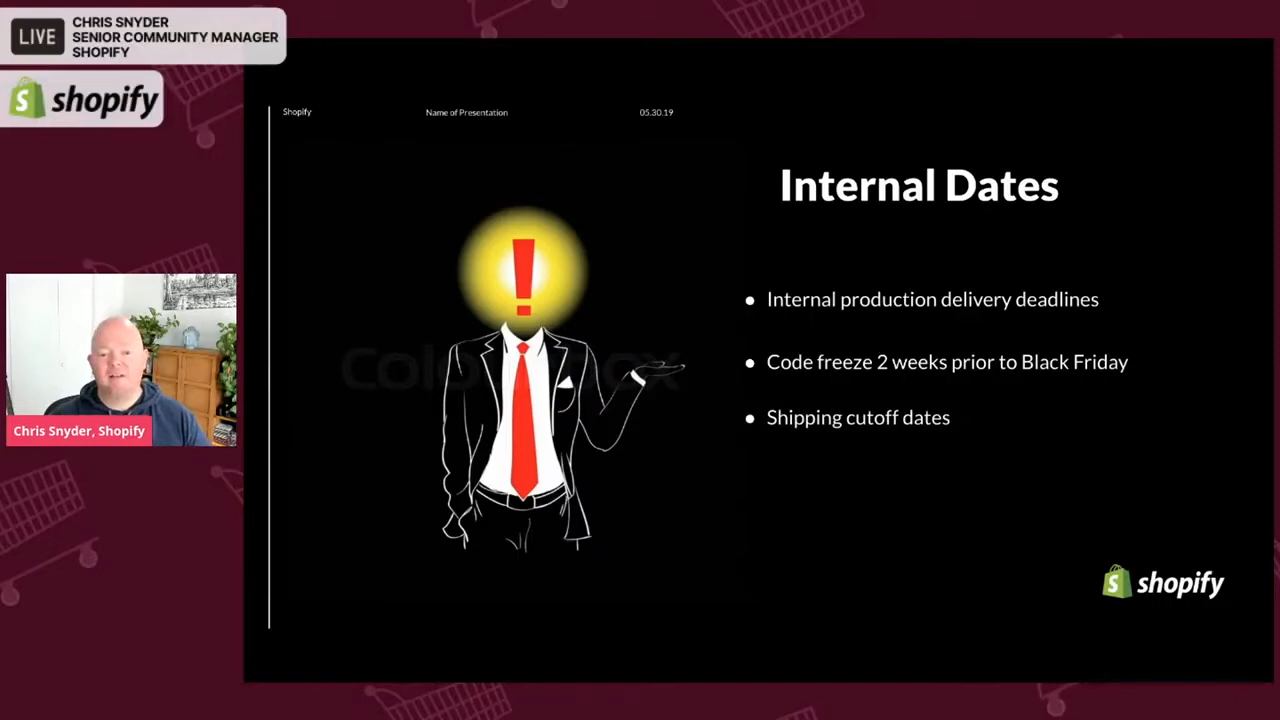 LIVE
CHRIS SNYDER
SENIOR COMMUNITY MANAGER
SHOPIFY
shopify
Shopify
Name of Presentation
05.30.19
Internal Dates
Internal production delivery deadlines
Code freeze 2 weeks prior to Black Friday
Shipping cutoff dates
!
Chris Snyder, Shopify
shopify